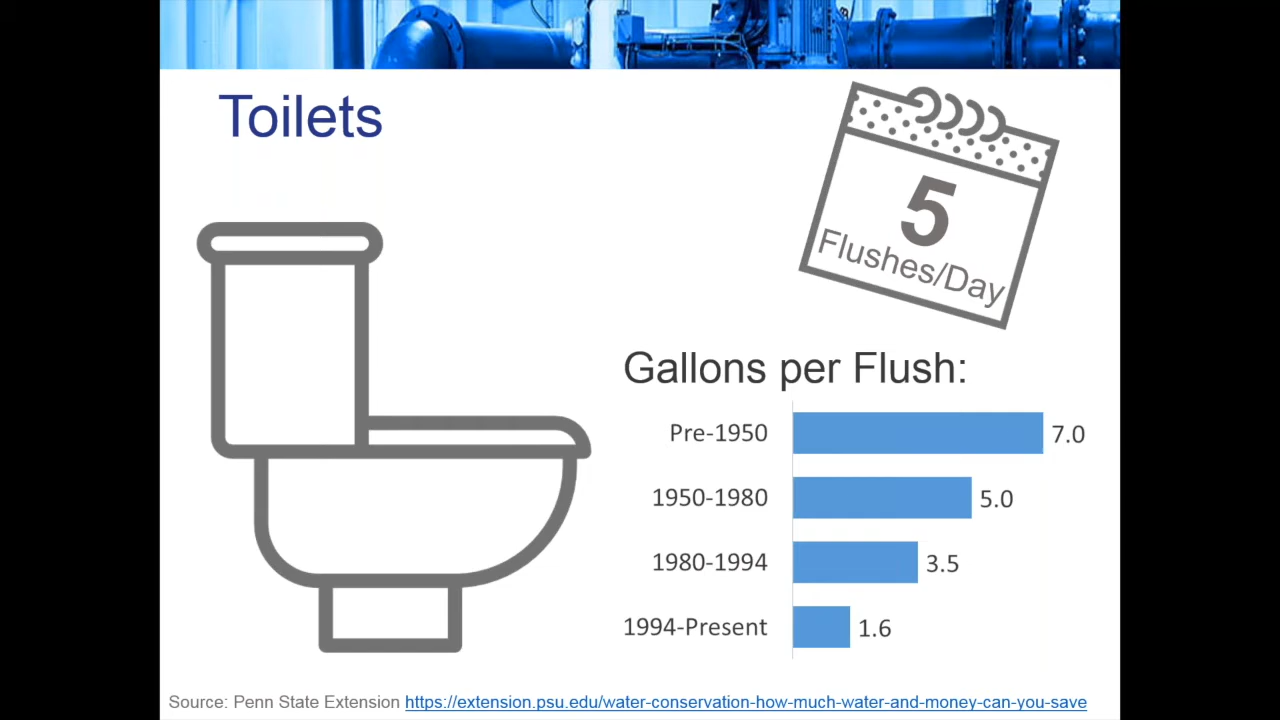 Toilets
5
Flushes/Day
Gallons per Flush:
Pre-1950 7.0
1950-1980 5.0
1980-1994 3.5
1994-Present 1.6
Source: Penn State Extension https://extension.psu.edu/water-conservation-how-much-water-and-money-can-you-save